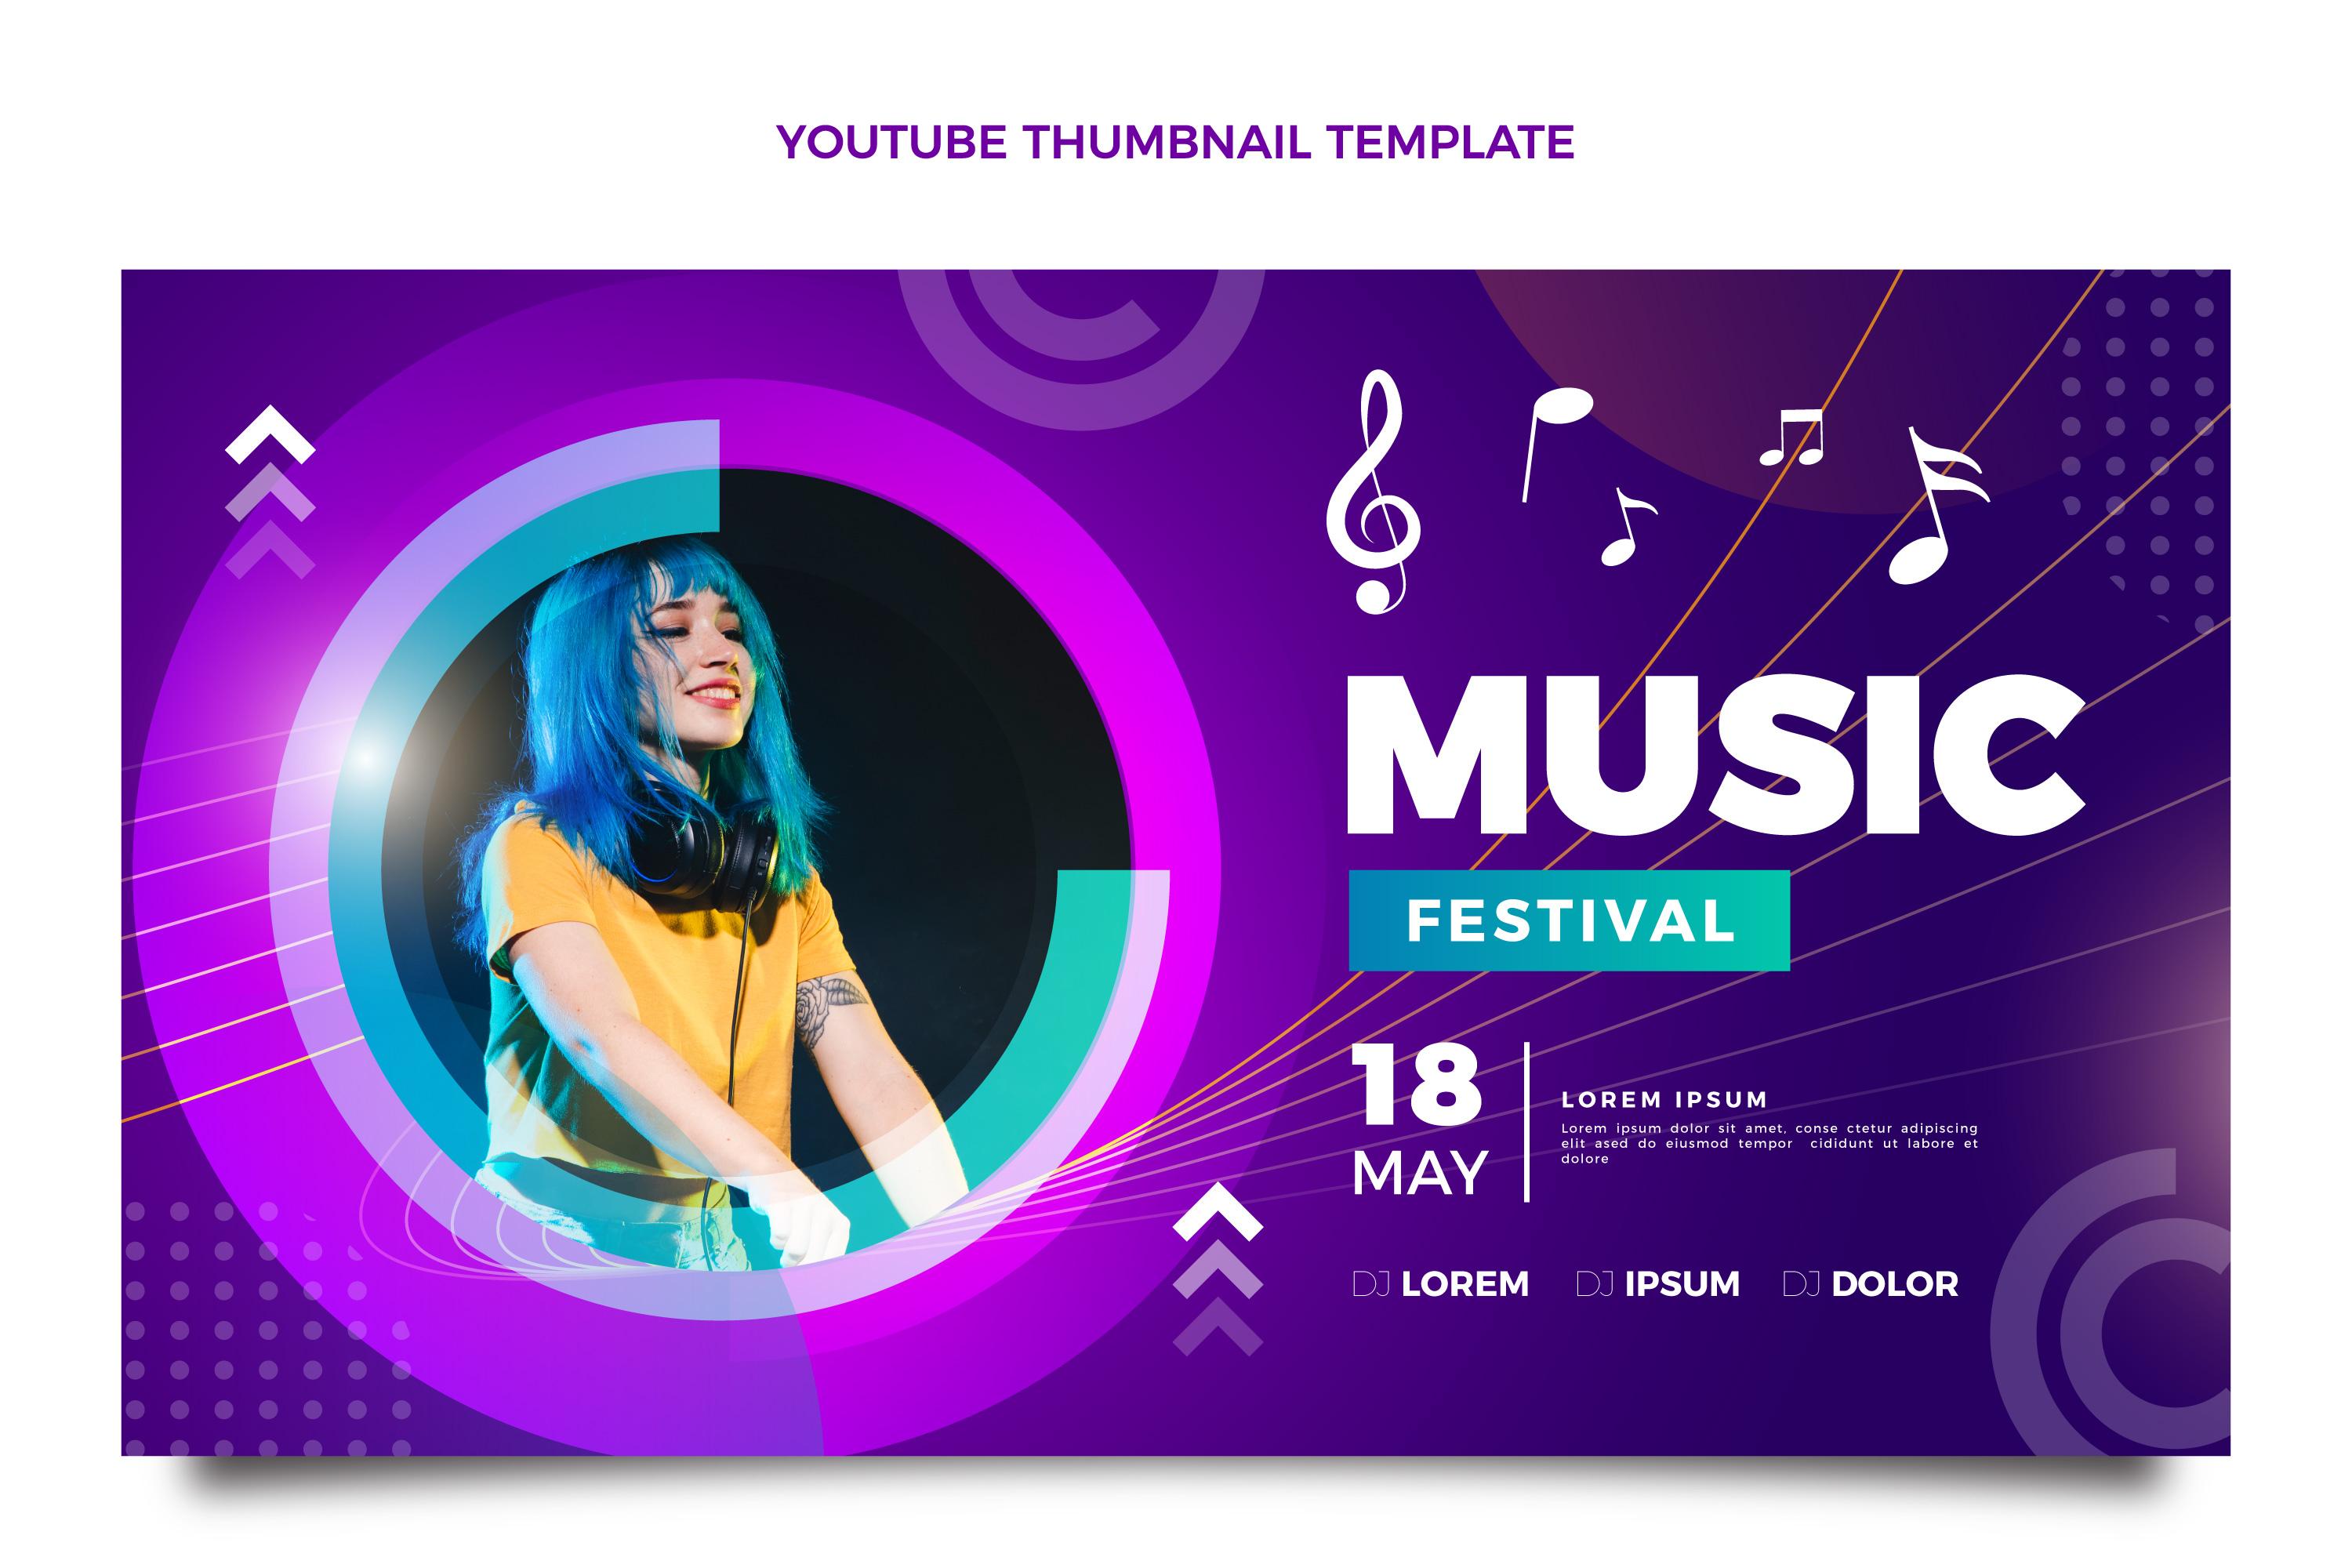 YOUTUBE THUMBNAIL TEMPLATE
MUSIC
FESTIVAL
18
MAY
LOREM IPSUM
Lorem ipsum dolor sit amet, conse ctetur adipiscing
elit ased do eiusmod tempor cididunt ut labore et
dolore
DJ LOREM DJ IPSUM DJ DOLOR